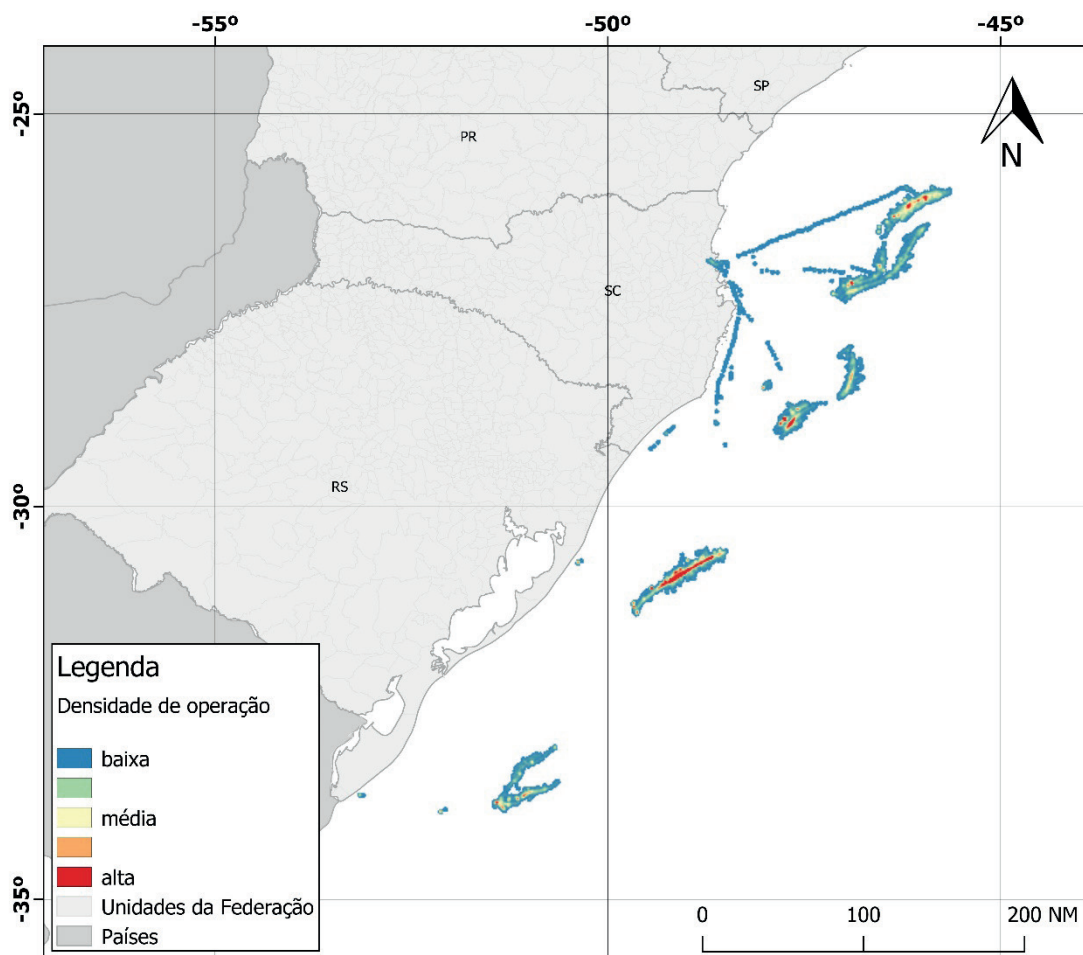 -55º
-50º
-45º
-25º
SP
PR
N
SC
-30º
RS
Legenda
Densidade de operação
baixa
média
alta
Unidades da Federação
Países
-35º
0
100
200 NM